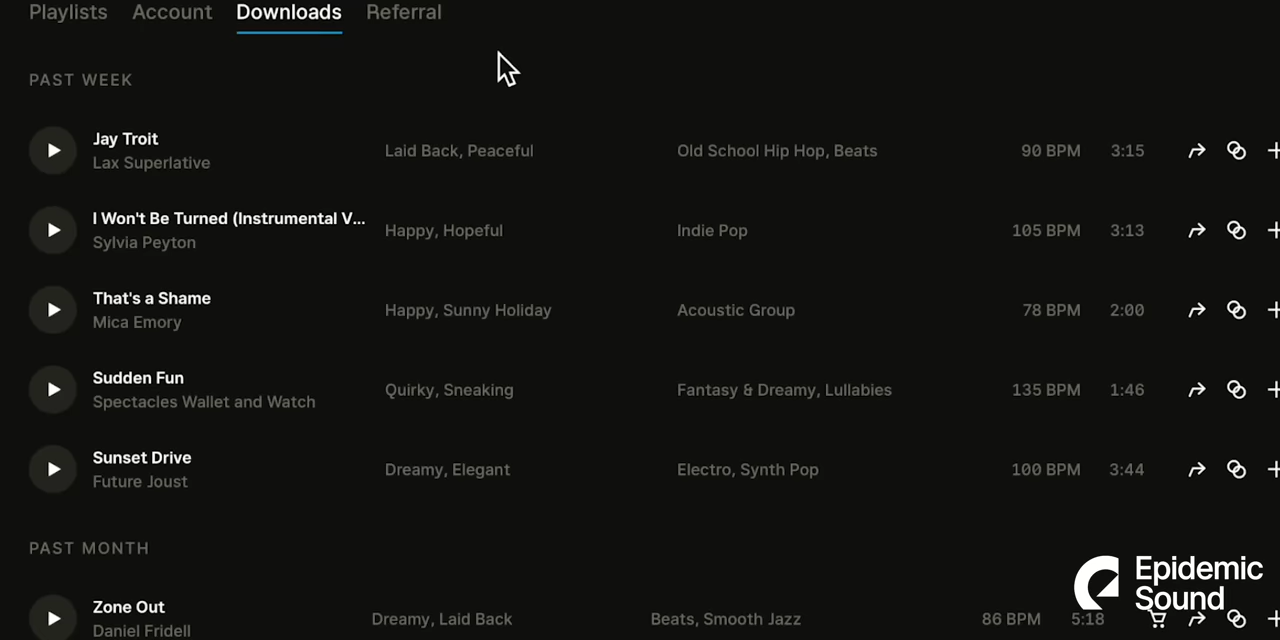 Playlists Account Downloads Referral
PAST WEEK
Jay Troit
Lax Superlative
Laid Back, Peaceful
Old School Hip Hop, Beats
90 BPM
3:15
I Won't Be Turned (Instrumental V...
Sylvia Peyton
Happy, Hopeful
Indie Pop
105 BPM
3:13
That's a Shame
Mica Emory
Happy, Sunny Holiday
Acoustic Group
78 BPM
2:00
Sudden Fun
Spectacles Wallet and Watch
Quirky, Sneaking
Fantasy & Dreamy, Lullabies
135 BPM
1:46
Sunset Drive
Future Joust
Dreamy, Elegant
Electro, Synth Pop
100 BPM
3:44
PAST MONTH
Zone Out
Daniel Fridell
Dreamy, Laid Back
Beats, Smooth Jazz
86 BPM
5:18
Epidemic
Sound